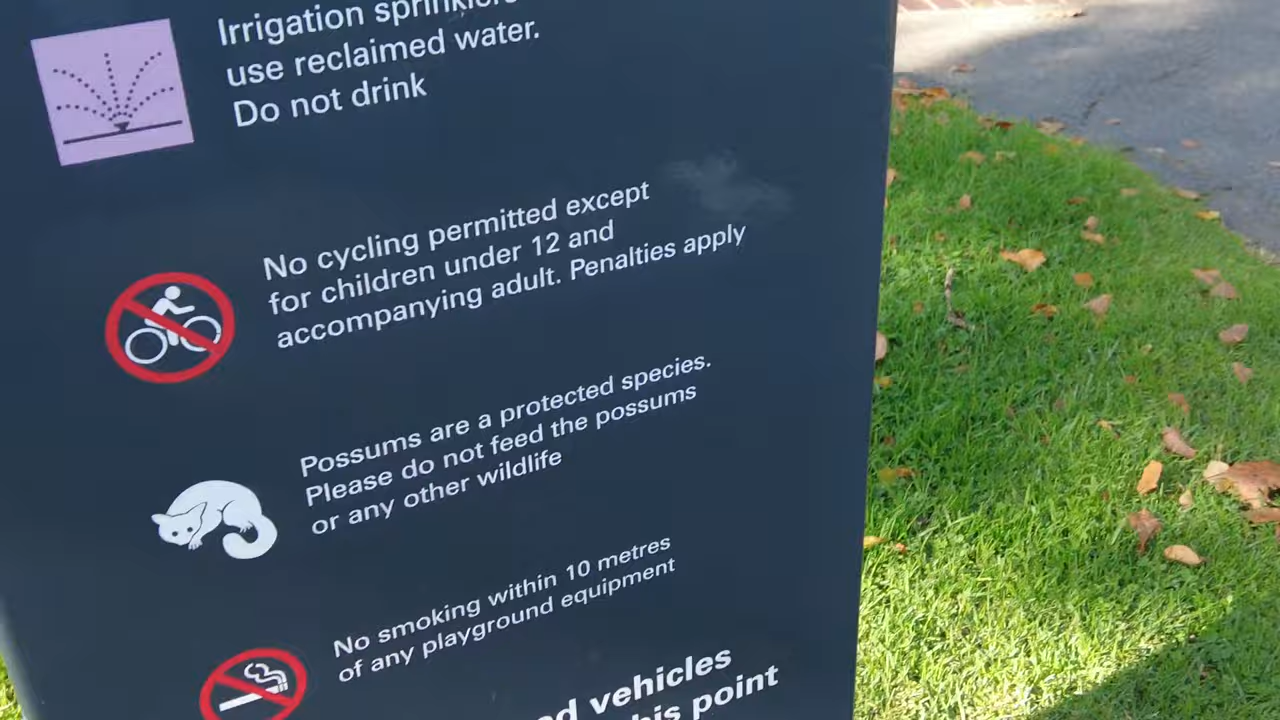 Irrigation sprinklers
use reclaimed water.
Do not drink
No cycling permitted except
for children under 12 and
accompanying adult. Penalties apply
Possums are a protected species.
Please do not feed the possums
or any other wildlife
No smoking within 10 metres
of any playground equipment
vehicles
point